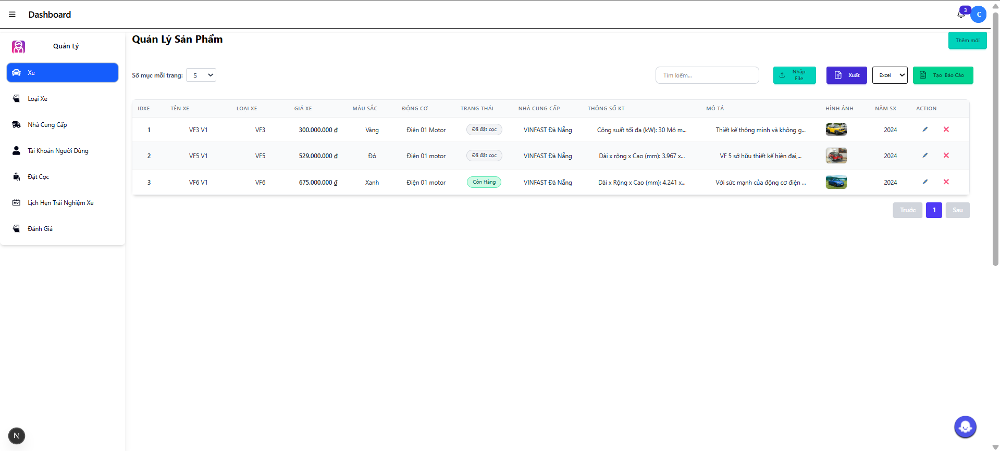 Dashboard
3
C
Quản Lý
Xe
Loại Xe
Nhà Cung Cấp
Tài Khoản Người Dùng
Đặt Cọc
Lịch Hẹn Trải Nghiệm Xe
Đánh Giá
N
Quản Lý Sản Phẩm
Thêm mới
Số mục mỗi trang: 5
Tìm kiếm...
Nhập
File
Xuất
Excel
Tạo Báo Cáo
IDXE TÊN XE LOẠI XE GIÁ XE MÀU SẮC ĐỘNG CƠ TRẠNG THÁI NHÀ CUNG CẤP THÔNG SỐ KT MÔ TẢ HÌNH ẢNH NĂM SX ACTION
1 VF3 V1 VF3 300.000.000 ₫ Vàng Điện 01 Motor Đã đặt cọc VINFAST Đà Nẵng Công suất tối đa (kW): 30 Mô m... Thiết kế thông minh và không g... 2024
2 VF5 V1 VF5 529.000.000 ₫ Đỏ Điện 01 motor Đã đặt cọc VINFAST Đà Nẵng Dài x rộng x Cao (mm): 3.967 x... VF 5 sở hữu thiết kế hiện đại,... 2024
3 VF6 V1 VF6 675.000.000 ₫ Xanh Điện 01 motor Còn Hàng VINFAST Đà Nẵng Dài x Rộng x Cao (mm): 4.241 x... Với sức mạnh của động cơ điện ... 2024
Trước 1 Sau